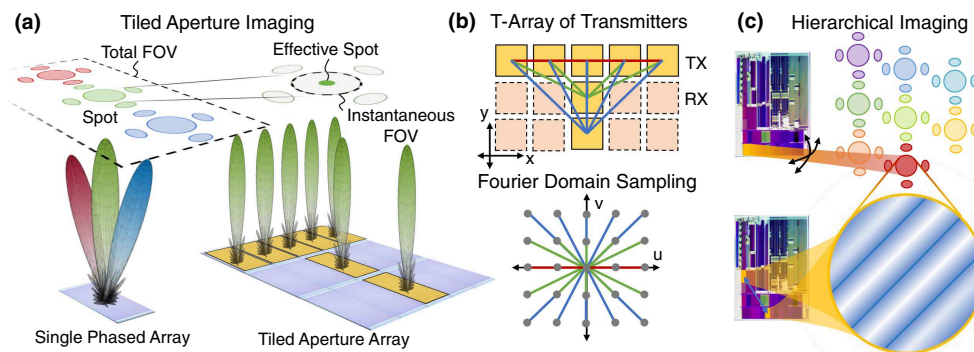 (a)
Tiled Aperture Imaging
Total FOV
Effective Spot
Spot
Instantaneous
FOV
Single Phased Array
Tiled Aperture Array
(b)
T-Array of Transmitters
TX
RX
y
x
Fourier Domain Sampling
v
u
(c)
Hierarchical Imaging